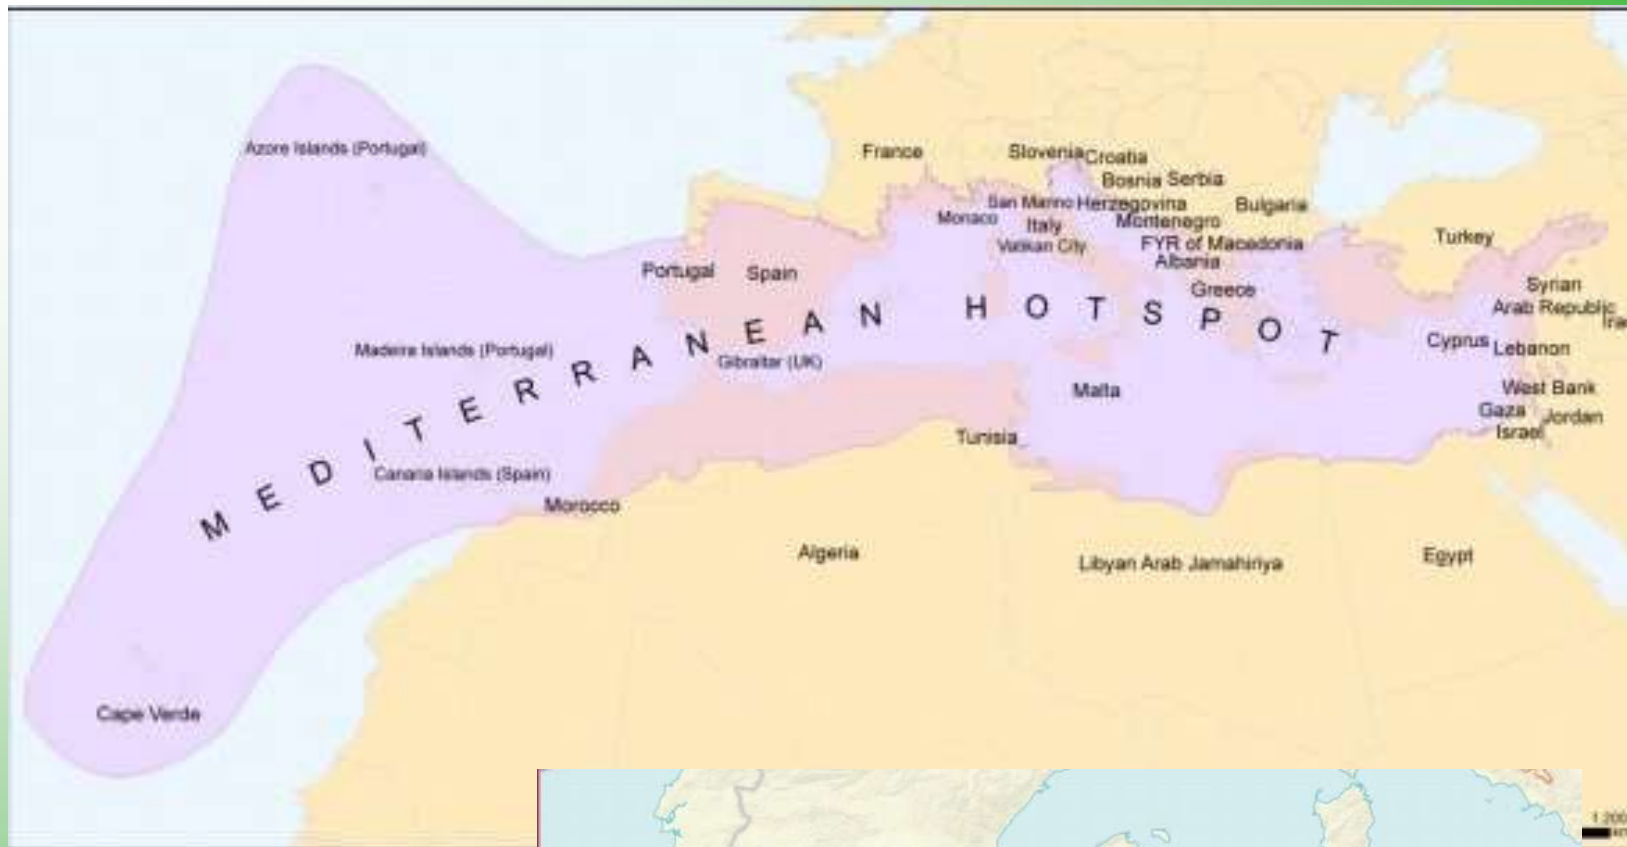 Azore Islands (Portugal)
France
Slovenia
Croatia
Bosnia
Serbia
San Marino
Herzegovina
Bulgaria
Monaco
Italy
Montenegro
Vatikan City
FYR of Macedonia
Turkey
Albania
Portugal
Spain
Greece
Syrian
Arab Republic
MEDITERRANEAN HOTSPOT
Madeira Islands (Portugal)
Gibraltar (UK)
Cyprus
Lebanon
Malta
West Bank
Gaza
Jordan
Israel
Tunisia
Canaria Islands (Spain)
Morocco
Algeria
Libyan Arab Jamahiriya
Egypt
Cape Verde